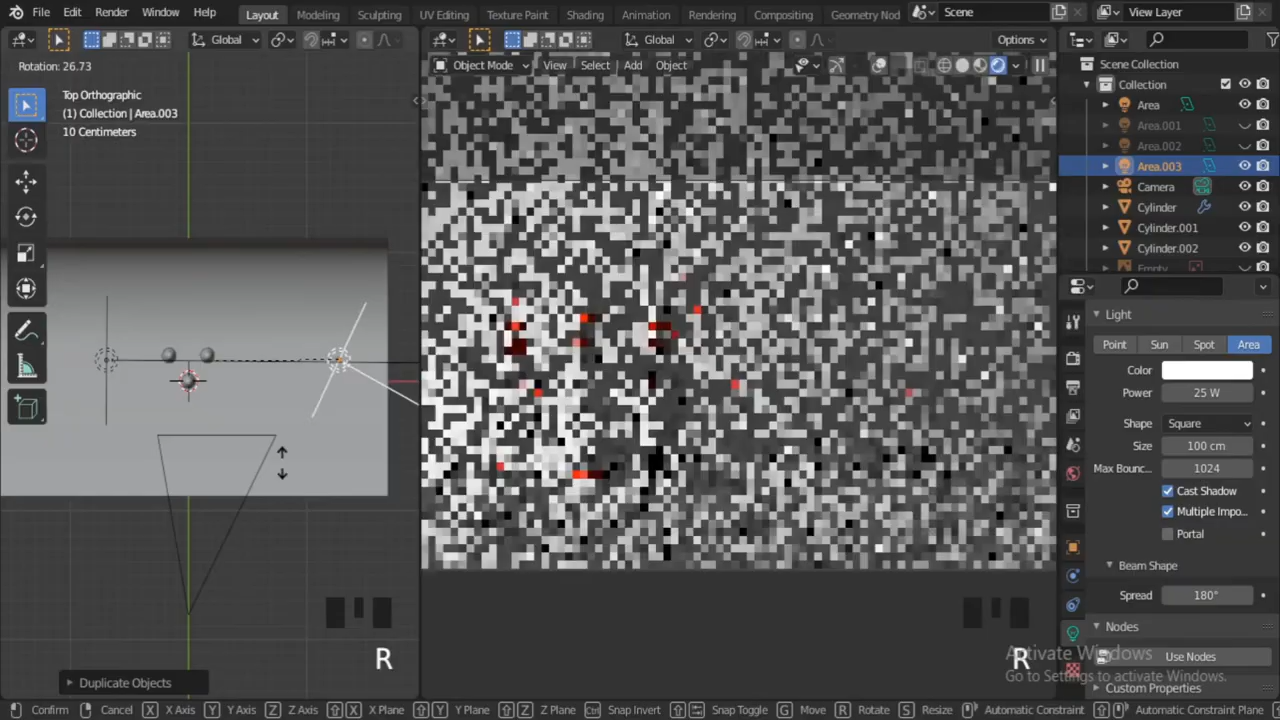 File Edit Render Window Help Layout Modeling Sculpting UV Editing Texture Paint Shading Animation Rendering Compositing Geometry Nod Scene View Layer
Global Global Options
Rotation: 26.73
Object Mode View Select Add Object
Top Orthographic
(1) Collection | Area.003
10 Centimeters
Scene Collection
Collection
Area
Area.001
Area.002
Area.003
Camera
Cylinder
Cylinder.001
Cylinder.002
Empty
Light
Point Sun Spot Area
Color
Power 25 W
Shape Square
Size 100 cm
Max Bounc... 1024
Cast Shadow
Multiple Impo...
Portal
Beam Shape
Spread 180°
Nodes
Use Nodes
Custom Properties
Activate Windows
Go to Settings to activate Windows.
R R
Duplicate Objects
Confirm Cancel X X Axis Y Y Axis Z Z Axis X X Plane Y Y Plane Z Z Plane Ctrl Snap Invert Snap Toggle G Move R Rotate S Resize Automatic Constraint Automatic Constraint Plane